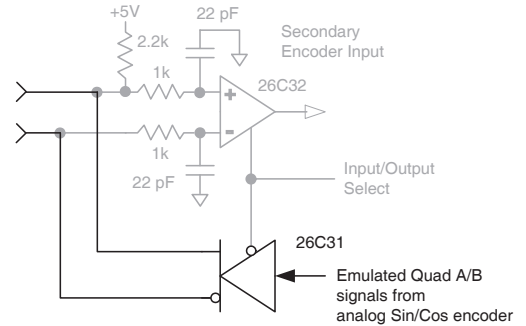 +5V
22 pF
2.2k
Secondary
Encoder Input
1k
26C32
+
-
1k
22 pF
Input/Output
Select
26C31
Emulated Quad A/B
signals from
analog Sin/Cos encoder